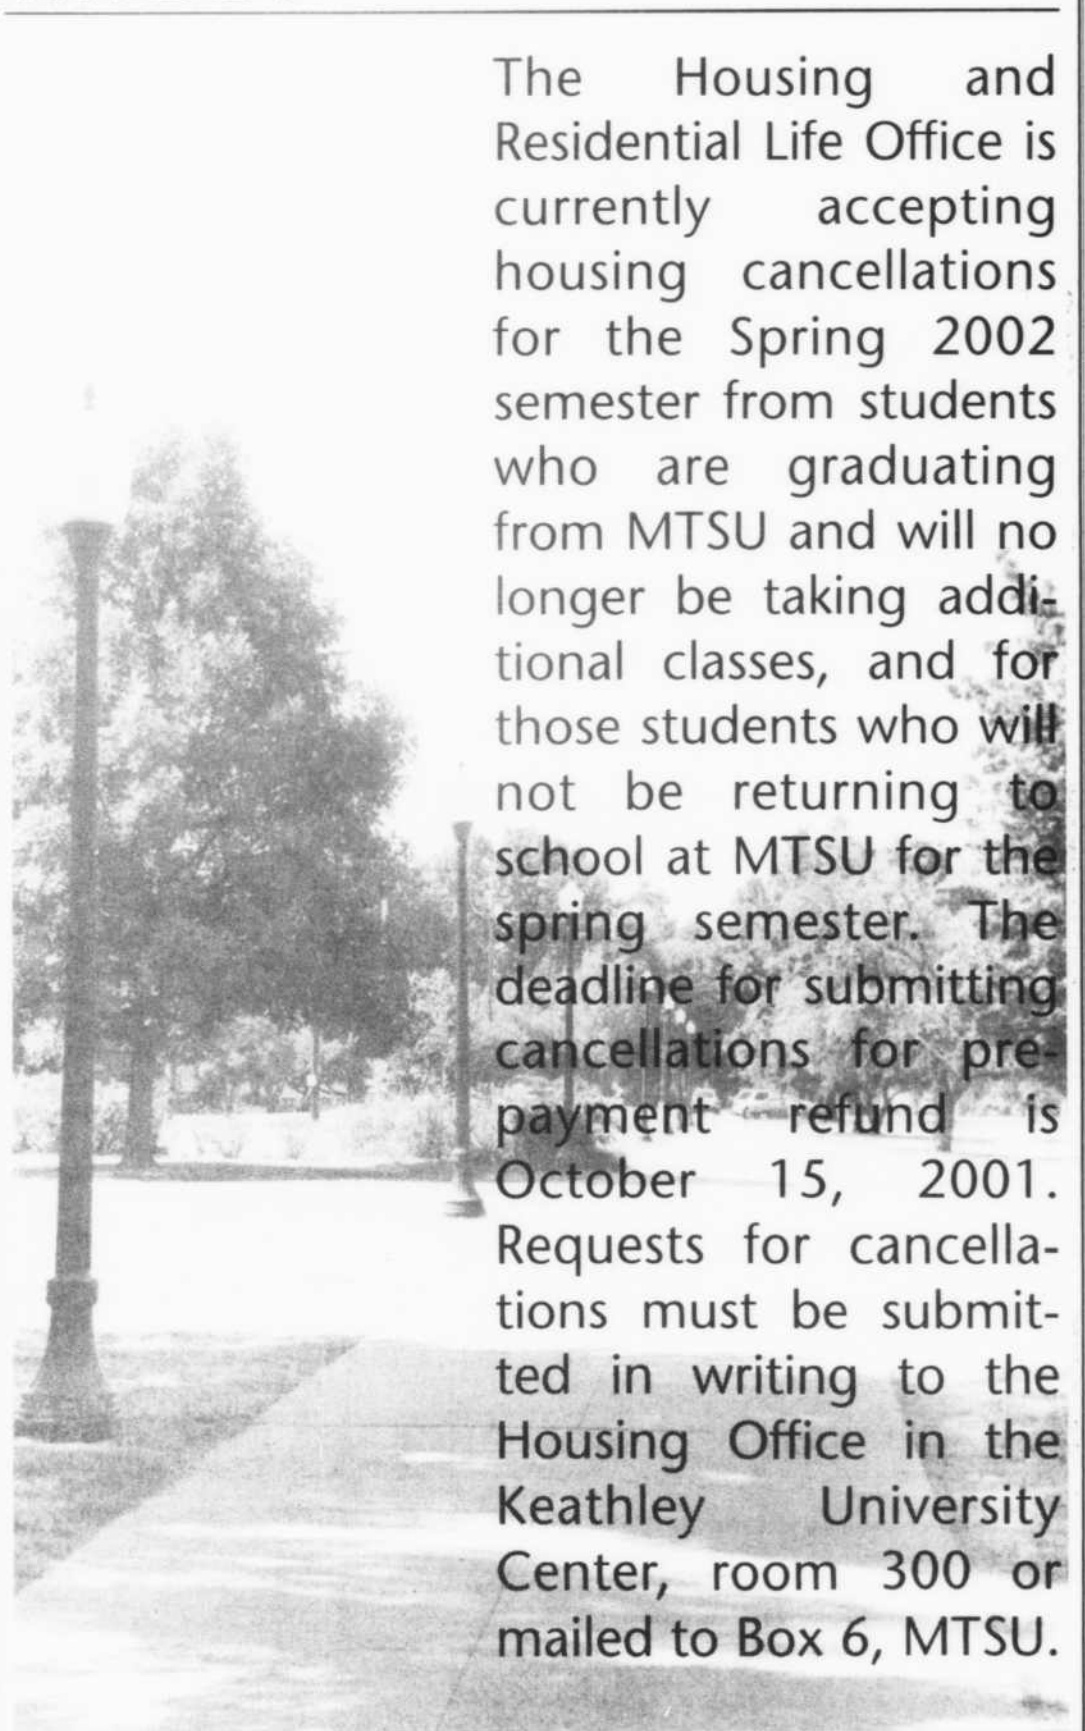 The Housing and
Residential Life Office is
currently accepting
housing cancellations
for the Spring 2002
semester from students
who are graduating
from MTSU and will no
longer be taking addi-
tional classes, and for
those students who will
not be returning to
school at MTSU for the
spring semester. The
deadline for submitting
cancellations for pre-
payment refund is
October 15, 2001.
Requests for cancella-
tions must be submit-
ted in writing to the
Housing Office in the
Keathley University
Center, room 300 or
mailed to Box 6, MTSU.